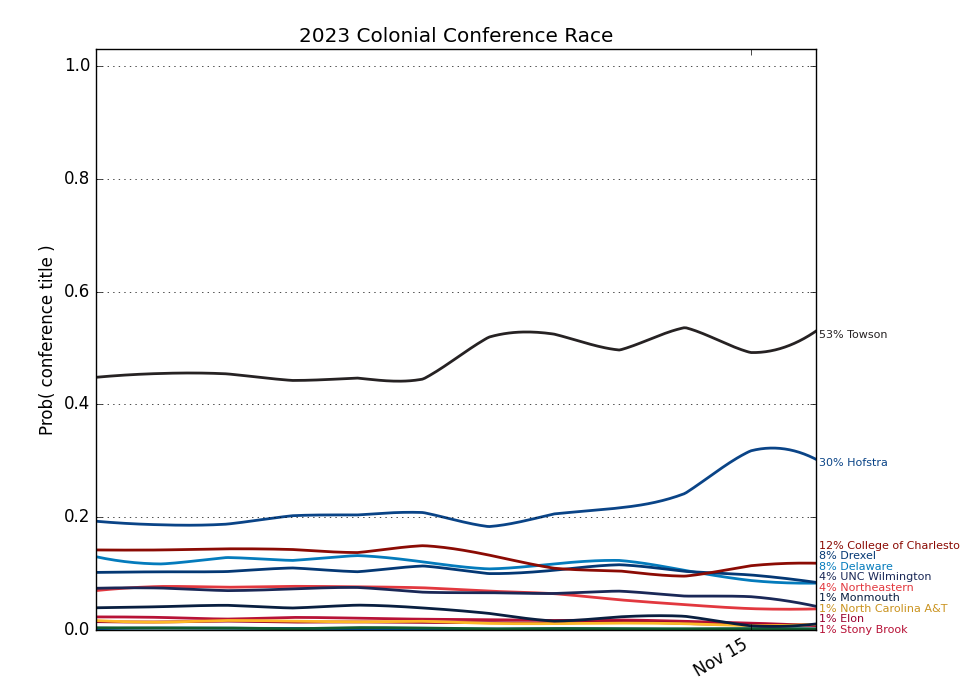 2023 Colonial Conference Race
Prob( conference title )
1.0
0.8
0.6
0.4
0.2
0.0
Nov 15
53% Towson
30% Hofstra
12% College of Charlesto
8% Drexel
8% Delaware
4% UNC Wilmington
4% Northeastern
1% Monmouth
1% North Carolina A&T
1% Elon
1% Stony Brook